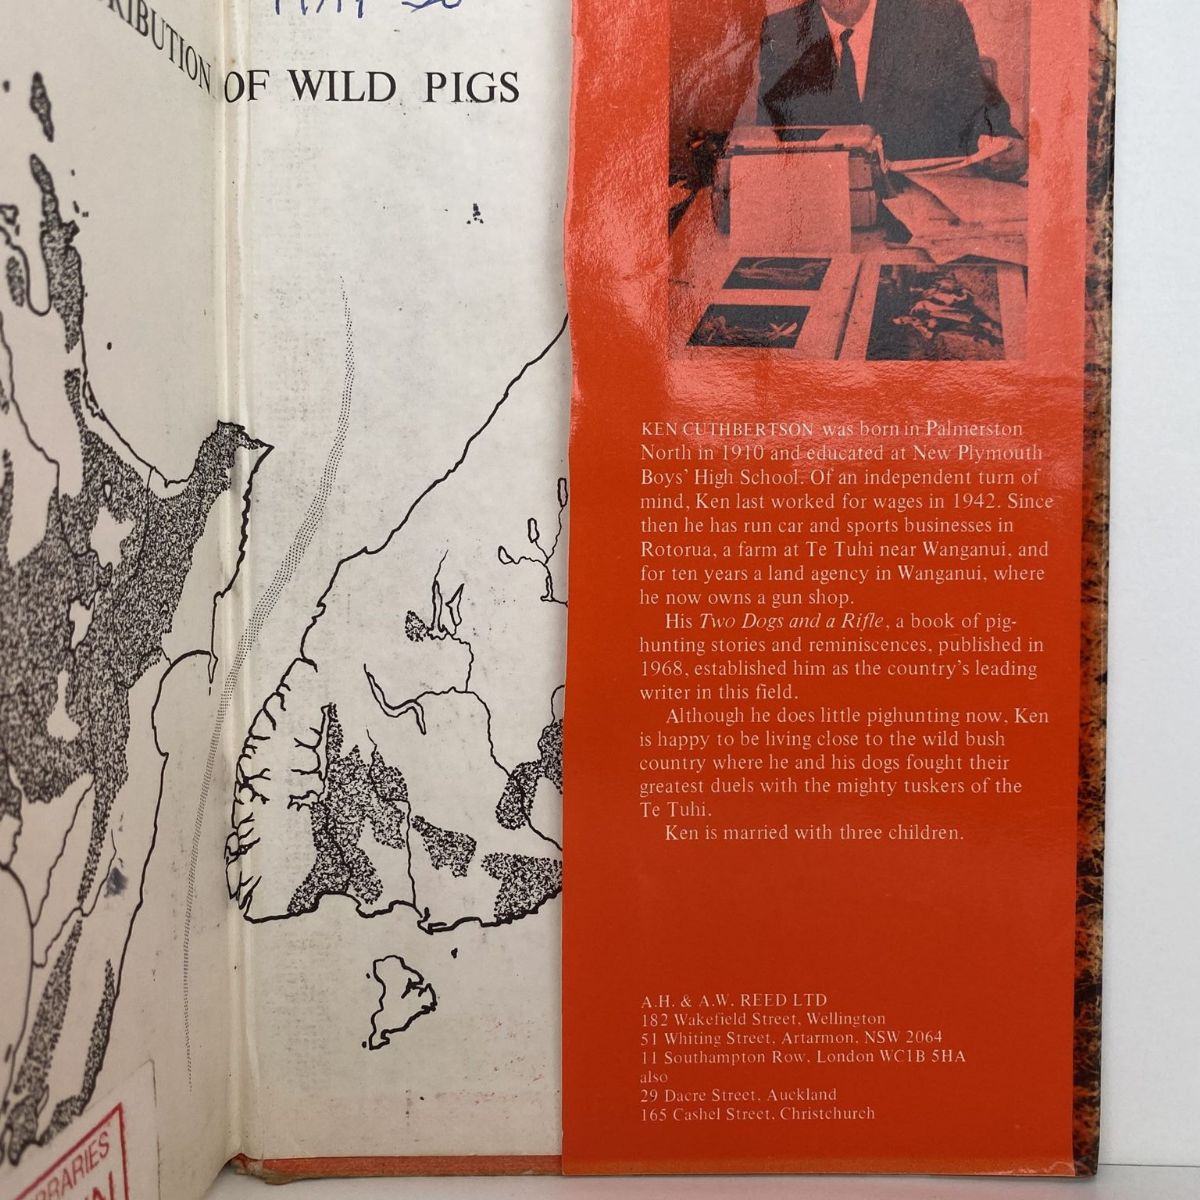 OF WILD PIGS
KEN CUTHBERTSON was born in Palmerston
North in 1910 and educated at New Plymouth
Boys' High School. Of an independent turn of
mind, Ken last worked for wages in 1942. Since
then he has run car and sports businesses in
Rotorua, a farm at Te Tuhi near Wanganui, and
for ten years a land agency in Wanganui, where
he now owns a gun shop.
His Two Dogs and a Rifle, a book of pig-
hunting stories and reminiscences, published in
1968, established him as the country's leading
writer in this field.
Although he does little pighunting now, Ken
is happy to be living close to the wild bush
country where he and his dogs fought their
greatest duels with the mighty tuskers of the
Te Tuhi.
Ken is married with three children.
A.H. & A.W. REED LTD
182 Wakefield Street, Wellington
51 Whiting Street, Artarmon, NSW 2064
11 Southampton Row, London WC1B 5HA
also
29 Dacre Street, Auckland
165 Cashel Street, Christchurch